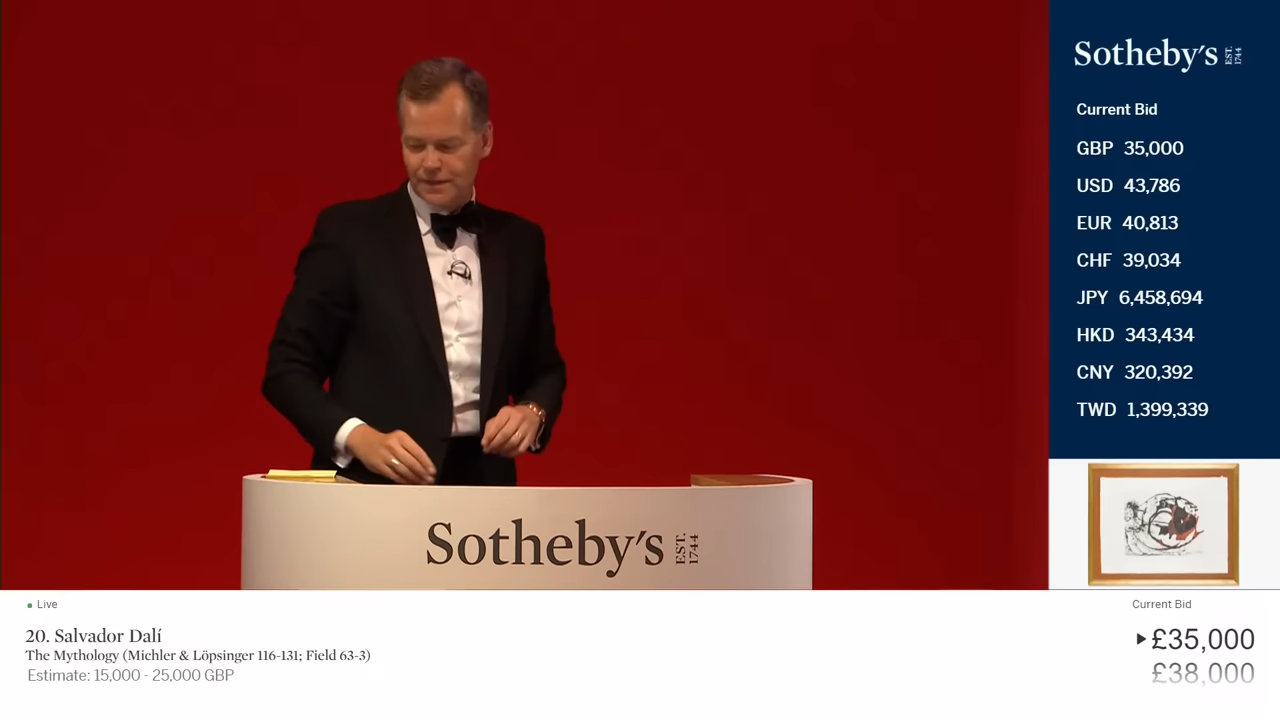 Sotheby's EST. 1744
Current Bid
GBP 35,000
USD 43,786
EUR 40,813
CHF 39,034
JPY 6,458,694
HKD 343,434
CNY 320,392
TWD 1,399,339
Sotheby's EST. 1744
Live
20. Salvador Dalí
The Mythology (Michler & Löpsinger 116-131; Field 63-3)
Estimate: 15,000 - 25,000 GBP
Current Bid
£35,000
£38,000